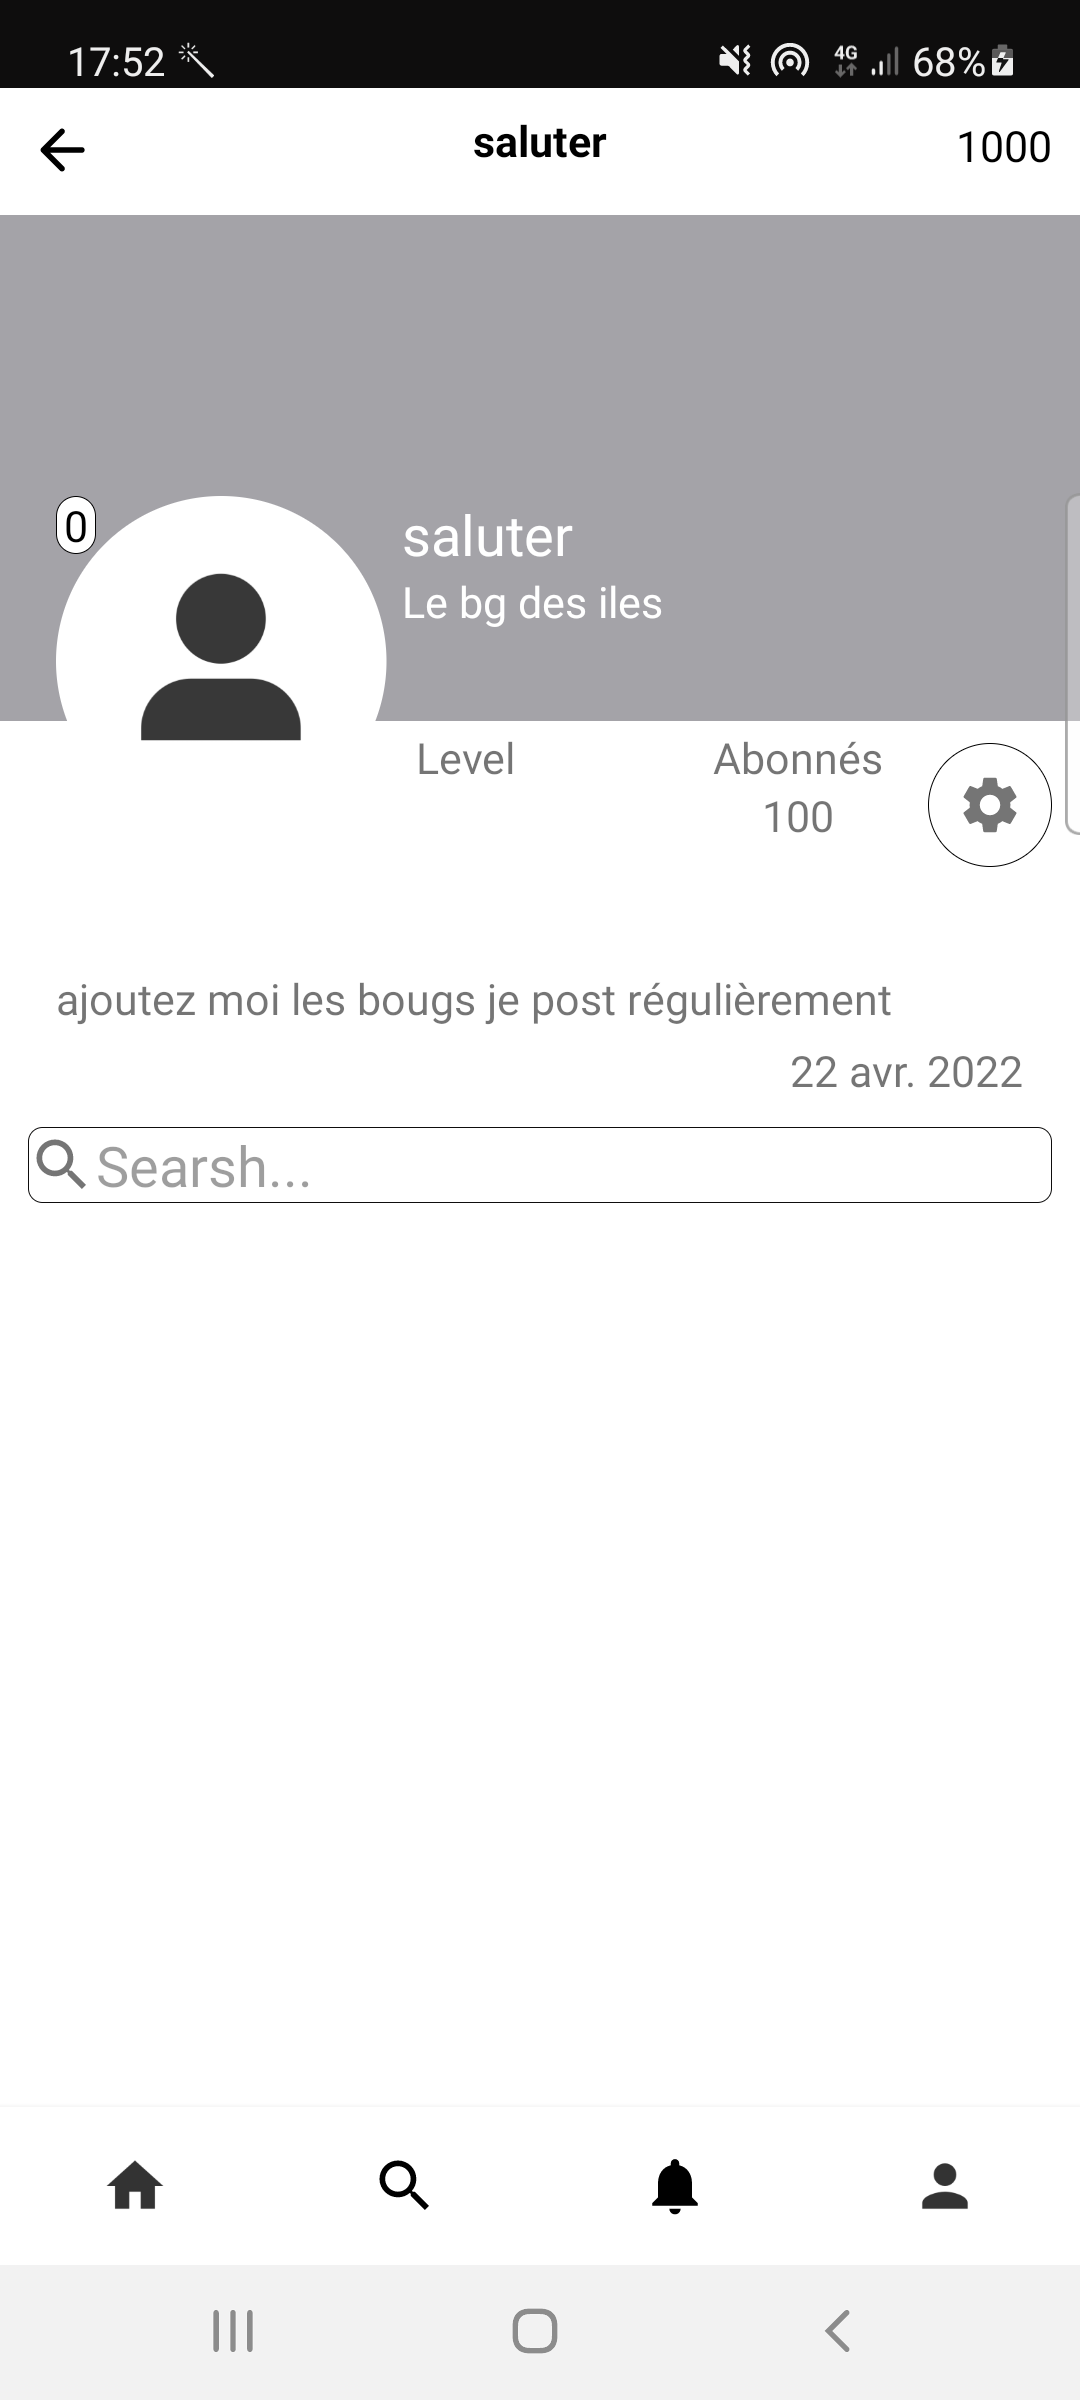 17:52 4G 68%
saluter 1000
0
saluter
Le bg des iles
Level Abonnés
100
ajoutez moi les bougs je post régulièrement
22 avr. 2022
Searsh...